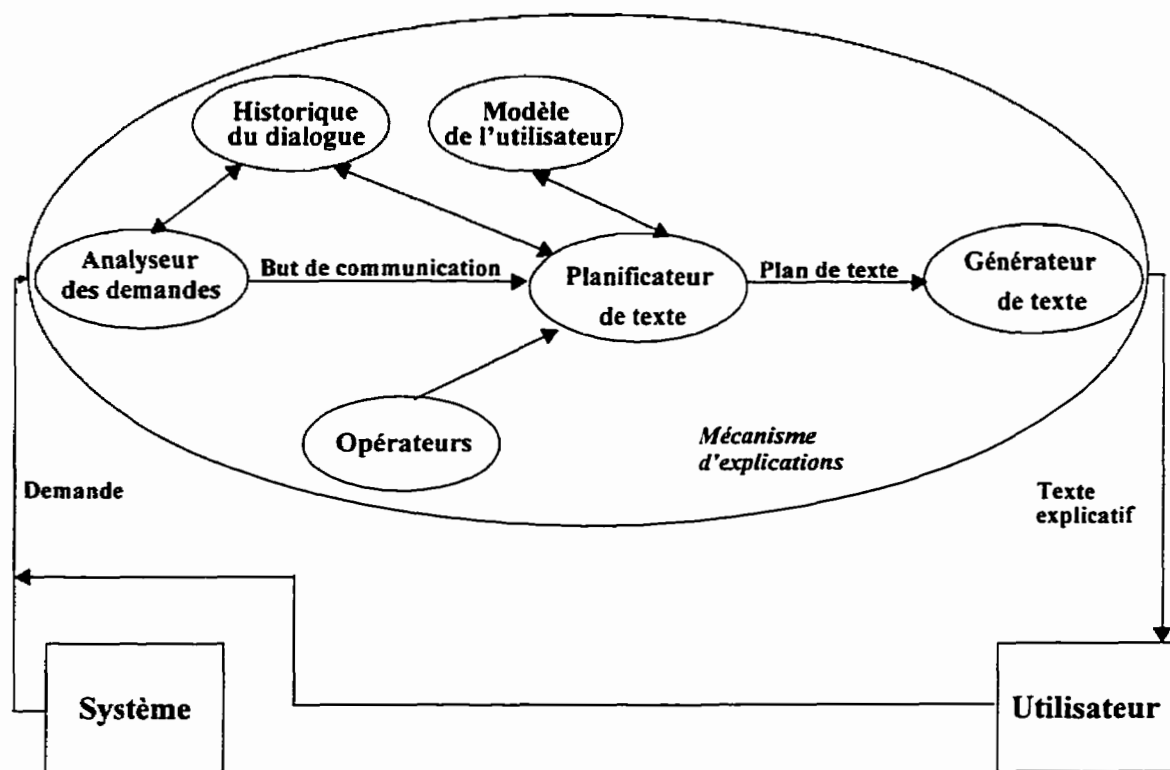 Historique
du dialogue
Modèle
de l'utilisateur
Analyseur
des demandes
But de communication
Planificateur
de texte
Plan de texte
Générateur
de texte
Opérateurs
Mécanisme
d'explications
Demande
Texte
explicatif
Système
Utilisateur